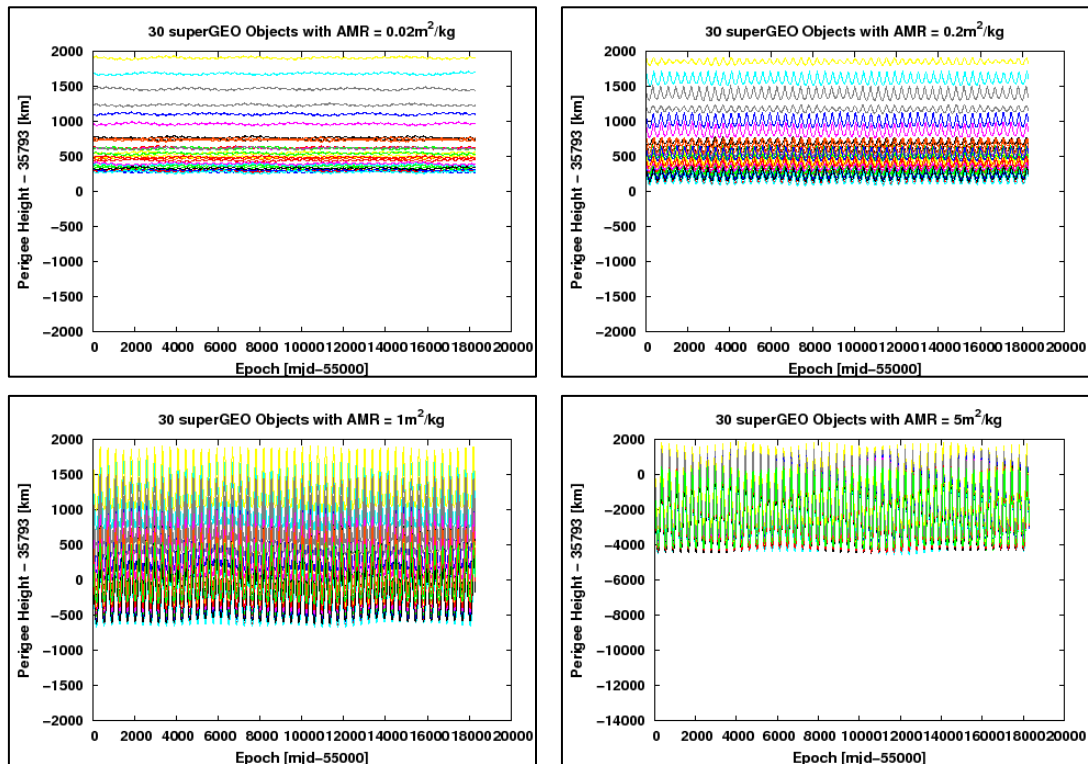 30 superGEO Objects with AMR = 0.02m²/kg
2000
1500
1000
500
0
−500
−1000
−1500
−2000
Perigee Height − 35793 [km]
0 2000 4000 6000 8000 10000 12000 14000 16000 18000 20000
Epoch [mjd−55000]
30 superGEO Objects with AMR = 0.2m²/kg
2000
1500
1000
500
0
−500
−1000
−1500
−2000
Perigee Height − 35793 [km]
0 2000 4000 6000 8000 10000 12000 14000 16000 18000 20000
Epoch [mjd−55000]
30 superGEO Objects with AMR = 1m²/kg
2000
1500
1000
500
0
−500
−1000
−1500
−2000
Perigee Height − 35793 [km]
0 2000 4000 6000 8000 10000 12000 14000 16000 18000 20000
Epoch [mjd−55000]
30 superGEO Objects with AMR = 5m²/kg
2000
0
−2000
−4000
−6000
−8000
−10000
−12000
−14000
Perigee Height − 35793 [km]
0 2000 4000 6000 8000 10000 12000 14000 16000 18000 20000
Epoch [mjd−55000]